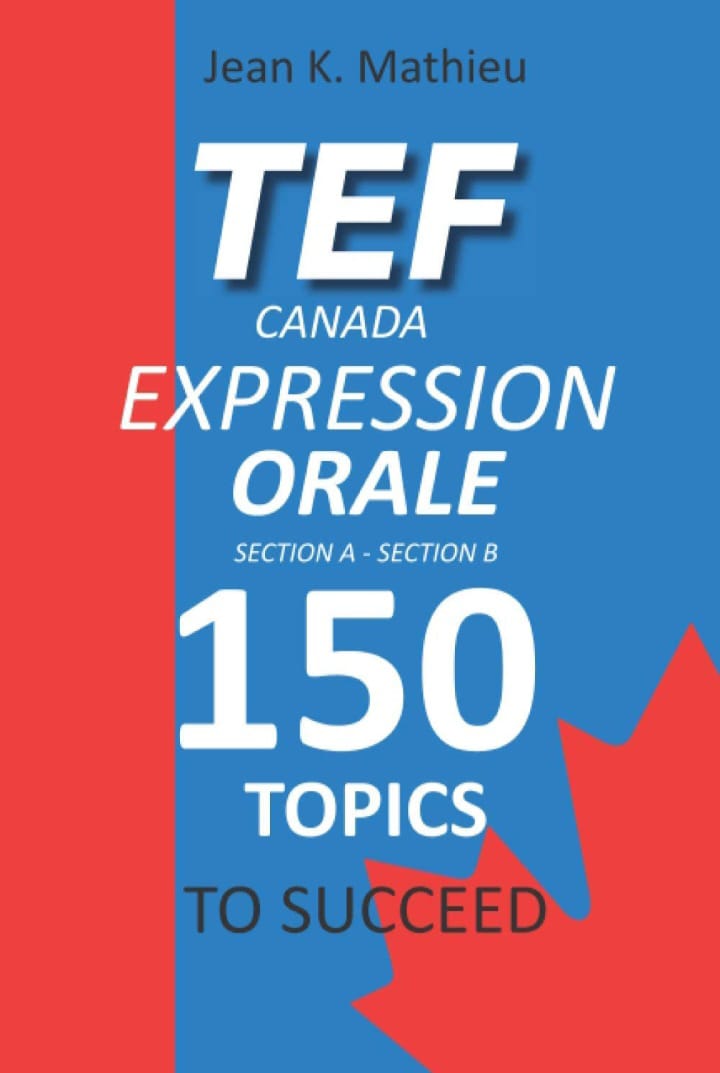 Jean K. Mathieu
TEF
CANADA
EXPRESSION
ORALE
SECTION A - SECTION B
150
TOPICS
TO SUCCEED